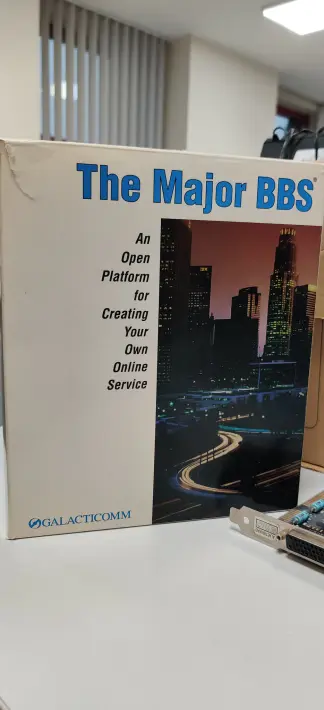 The Major BBS®
An
Open
Platform
for
Creating
Your
Own
Online
Service
GALACTICOMM